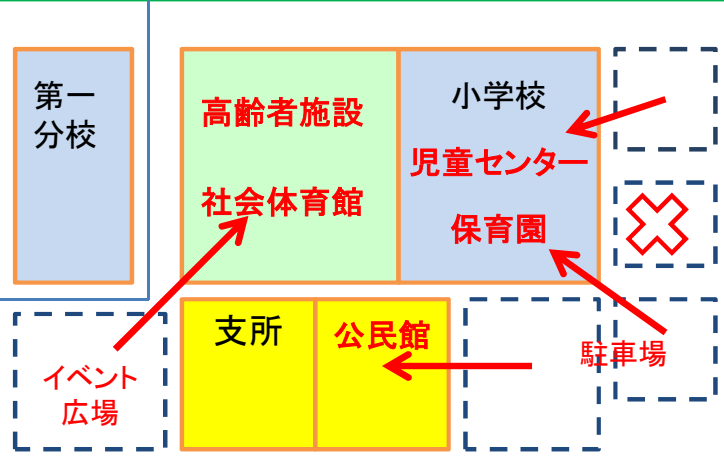 第一
分校
高齢者施設
社会体育館
小学校
児童センター
保育園
イベント
広場
支所
公民館
駐車場